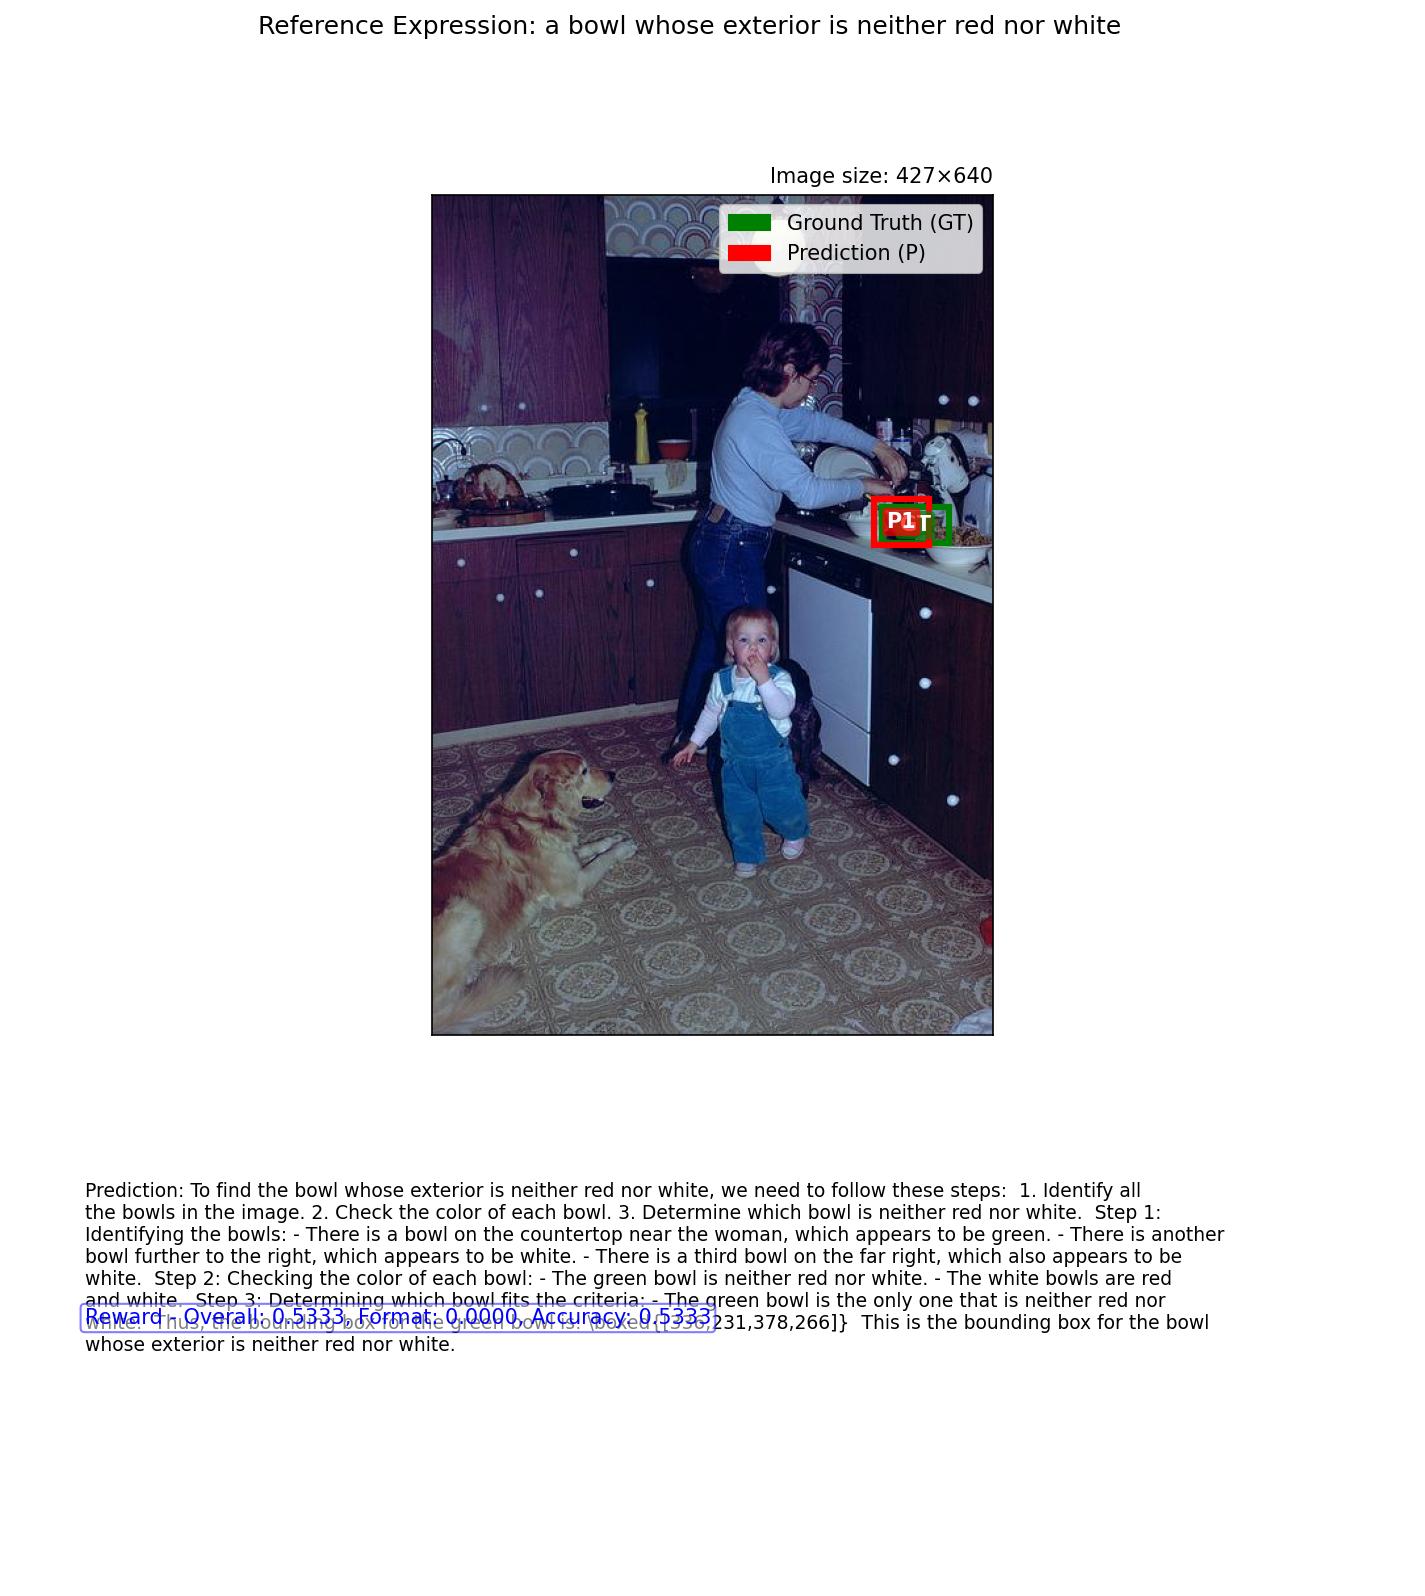 Reference Expression: a bowl whose exterior is neither red nor white
Image size: 427×640
Ground Truth (GT)
Prediction (P)
P1 T
Prediction: To find the bowl whose exterior is neither red nor white, we need to follow these steps:  1. Identify all
the bowls in the image. 2. Check the color of each bowl. 3. Determine which bowl is neither red nor white.  Step 1:
Identifying the bowls: - There is a bowl on the countertop near the woman, which appears to be green. - There is another
bowl further to the right, which appears to be white. - There is a third bowl on the far right, which also appears to be
white.  Step 2: Checking the color of each bowl: - The green bowl is neither red nor white. - The white bowls are red
and white.  Step 3: Determining which bowl fits the criteria: - The green bowl is the only one that is neither red nor
Reward - Overall: 0.5333, Format: 0.0000, Accuracy: 0.5333
white.  Thus, the bounding box for the green bowl is: \boxed{[336,231,378,266]}  This is the bounding box for the bowl
whose exterior is neither red nor white.